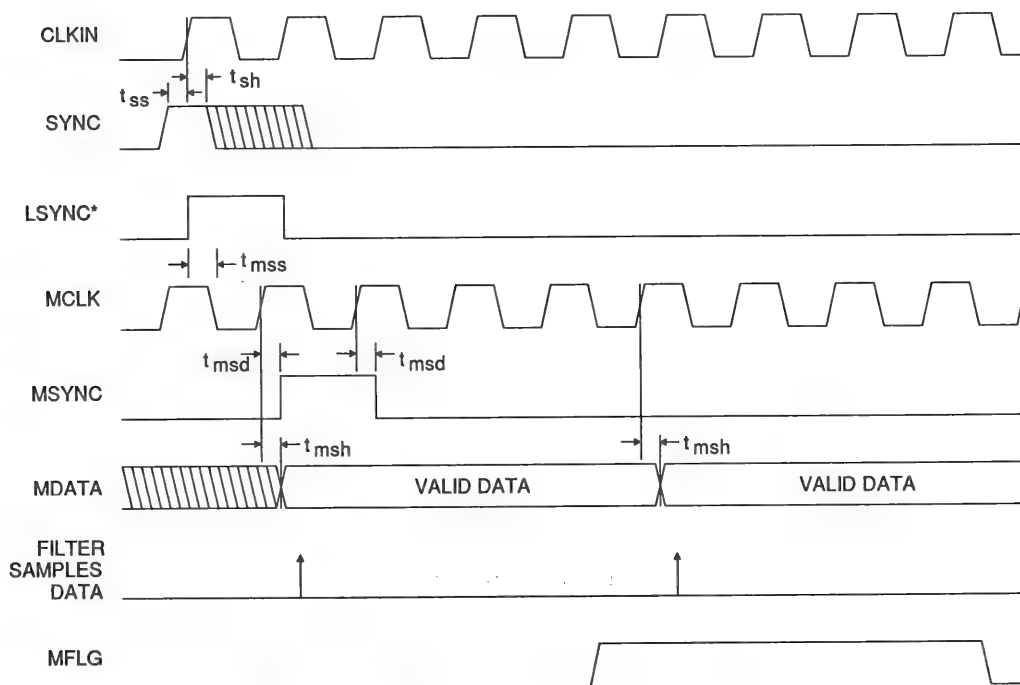 CLKIN
t sh
t ss
SYNC
LSYNC*
t mss
MCLK
t msd
t msd
MSYNC
t msh
t msh
MDATA
VALID DATA
VALID DATA
FILTER
SAMPLES
DATA
MFLG